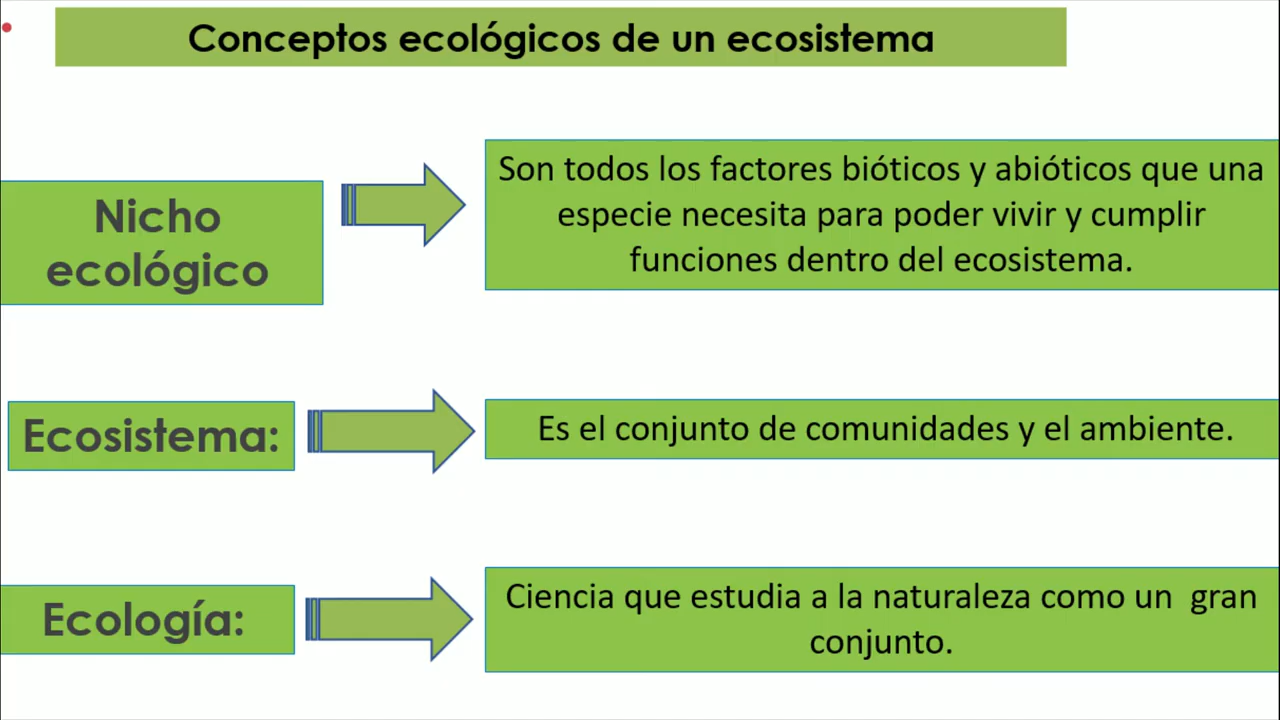 Conceptos ecológicos de un ecosistema
Nicho
ecológico
Son todos los factores bióticos y abióticos que una
especie necesita para poder vivir y cumplir
funciones dentro del ecosistema.
Ecosistema:
Es el conjunto de comunidades y el ambiente.
Ecología:
Ciencia que estudia a la naturaleza como un  gran
conjunto.